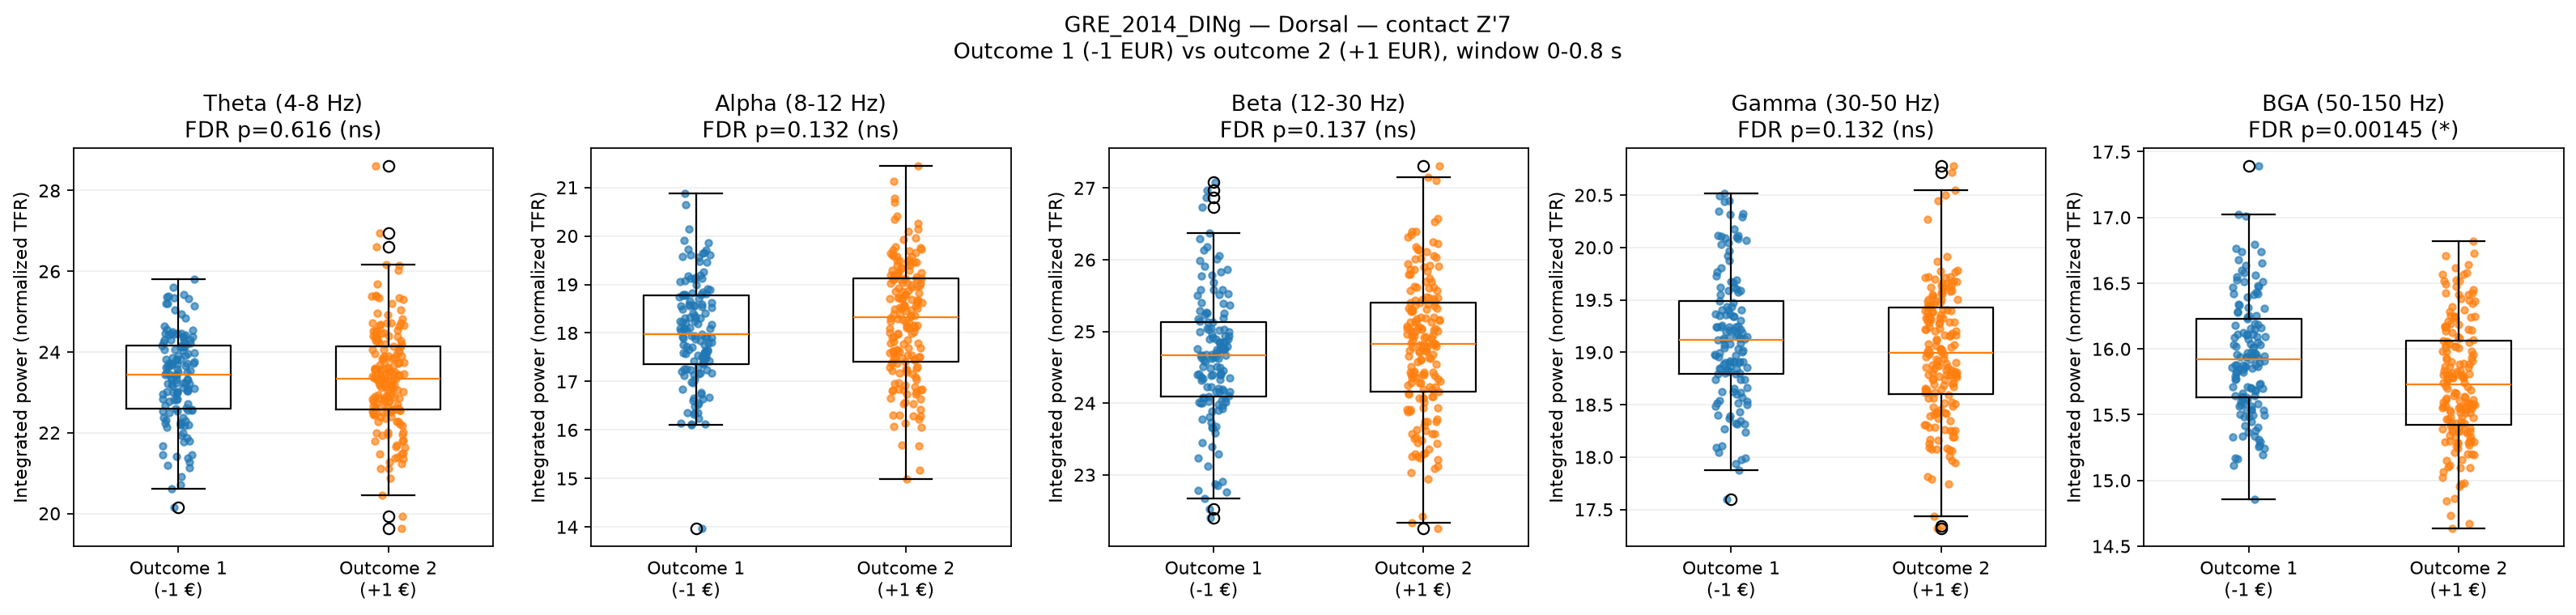 GRE_2014_DINg — Dorsal — contact Z'7
Outcome 1 (-1 EUR) vs outcome 2 (+1 EUR), window 0-0.8 s
Theta (4-8 Hz)
FDR p=0.616 (ns)
Integrated power (normalized TFR)
28
26
24
22
20
Outcome 1
(-1 €)
Outcome 2
(+1 €)
Alpha (8-12 Hz)
FDR p=0.132 (ns)
Integrated power (normalized TFR)
21
20
19
18
17
16
15
14
Outcome 1
(-1 €)
Outcome 2
(+1 €)
Beta (12-30 Hz)
FDR p=0.137 (ns)
Integrated power (normalized TFR)
27
26
25
24
23
Outcome 1
(-1 €)
Outcome 2
(+1 €)
Gamma (30-50 Hz)
FDR p=0.132 (ns)
Integrated power (normalized TFR)
20.5
20.0
19.5
19.0
18.5
18.0
17.5
Outcome 1
(-1 €)
Outcome 2
(+1 €)
BGA (50-150 Hz)
FDR p=0.00145 (*)
Integrated power (normalized TFR)
17.5
17.0
16.5
16.0
15.5
15.0
14.5
Outcome 1
(-1 €)
Outcome 2
(+1 €)